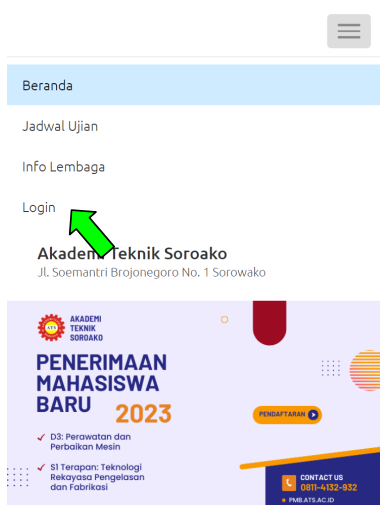 Beranda
Jadwal Ujian
Info Lembaga
Login
Akademi Teknik Soroako
Jl. Soemantri Brojonegoro No. 1 Sorowako
ATS
AKADEMI
TEKNIK
SOROAKO
PENERIMAAN
MAHASISWA
BARU 2023
PENDAFTARAN
D3: Perawatan dan
Perbaikan Mesin
S1 Terapan: Teknologi
Rekayasa Pengelasan
dan Fabrikasi
CONTACT US
0811-4132-932
PMB.ATS.AC.ID